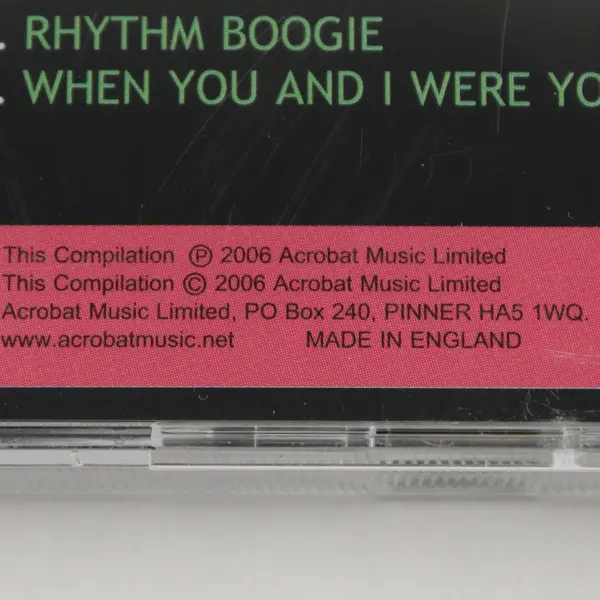 . RHYTHM BOOGIE
. WHEN YOU AND I WERE YO
This Compilation ℗ 2006 Acrobat Music Limited
This Compilation © 2006 Acrobat Music Limited
Acrobat Music Limited, PO Box 240, PINNER HA5 1WQ.
www.acrobatmusic.net MADE IN ENGLAND